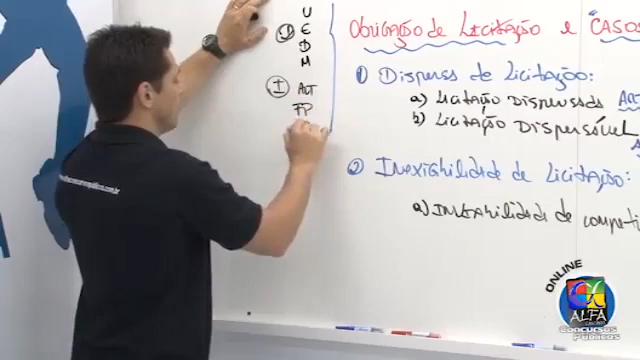 U
D E
D
M
I AUT
FP
Obrigação de Licitação e Casos
1 Dispensa de Licitação:
a) Licitação Dispensada
b) Licitação Dispensável
2 Inexigibilidade de Licitação:
a) Inviabilidade de competi
ONLINE
ALFA
CONCURSOS
PÚBLICOS